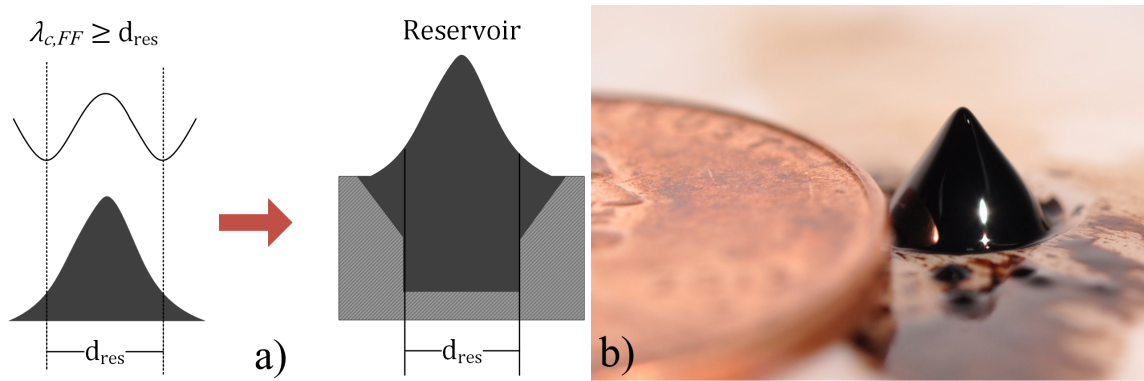 λc,FF ≥ dres
Reservoir
dres
dres
a)
b)